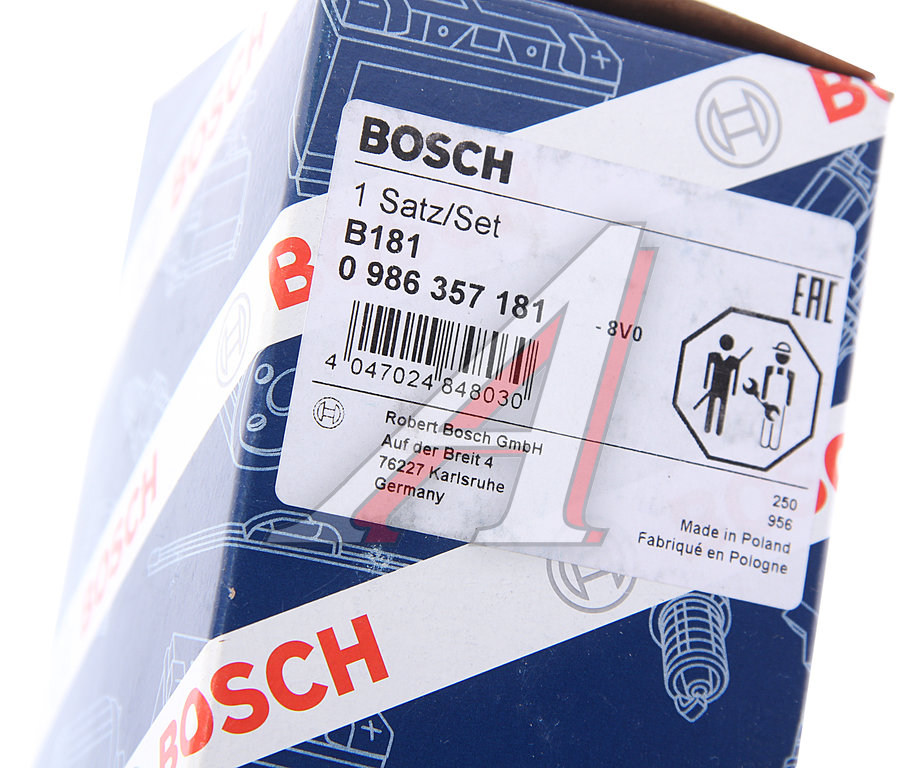 BOSCH
B
BOSCH
1 Satz/Set
B181
0 986 357 181
B
- 8V0
EAC
4 047024 848030
Robert Bosch GmbH
Auf der Breit 4
76227 Karlsruhe
Germany
250
956
Made in Poland
Fabriqué en Pologne
BOSCH
BOSCH